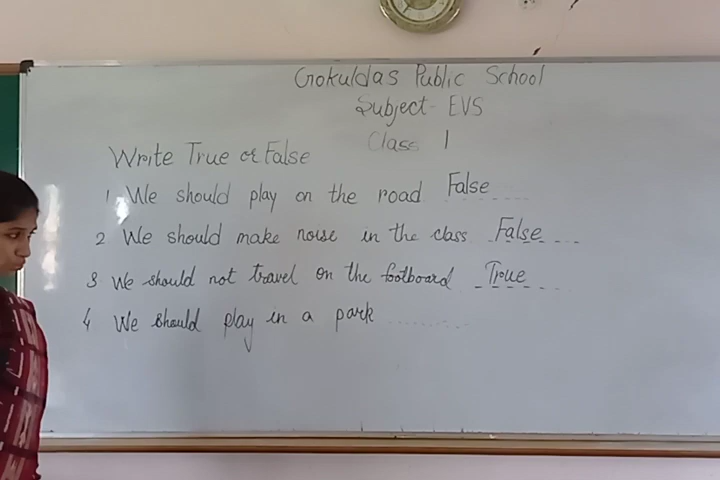 Gokuldas Public School
Subject- EVS
Class 1
Write True or False
1 We should play on the road False
2 We should make noise in the class False
3 We should not travel on the footboard True
4 We should play in a park ..........